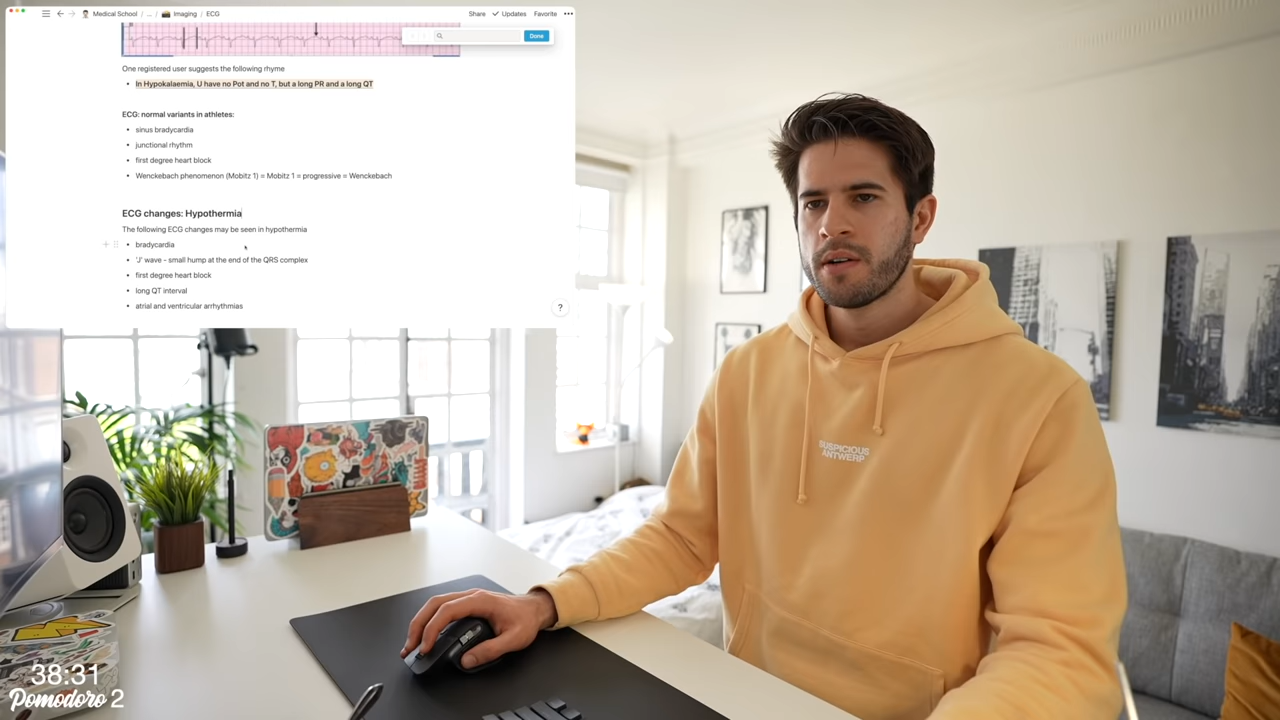 Medical School / ... / Imaging / ECG
Share Updates Favorite
Done
One registered user suggests the following rhyme
• In Hypokalaemia, U have no Pot and no T, but a long PR and a long QT
ECG: normal variants in athletes:
• sinus bradycardia
• junctional rhythm
• first degree heart block
• Wenckebach phenomenon (Mobitz 1) = Mobitz 1 = progressive = Wenckebach
ECG changes: Hypothermia
The following ECG changes may be seen in hypothermia
• bradycardia
• 'J' wave - small hump at the end of the QRS complex
• first degree heart block
• long QT interval
• atrial and ventricular arrhythmias
?
SUSPICIOUS
ANTWERP
38:31
Pomodoro 2